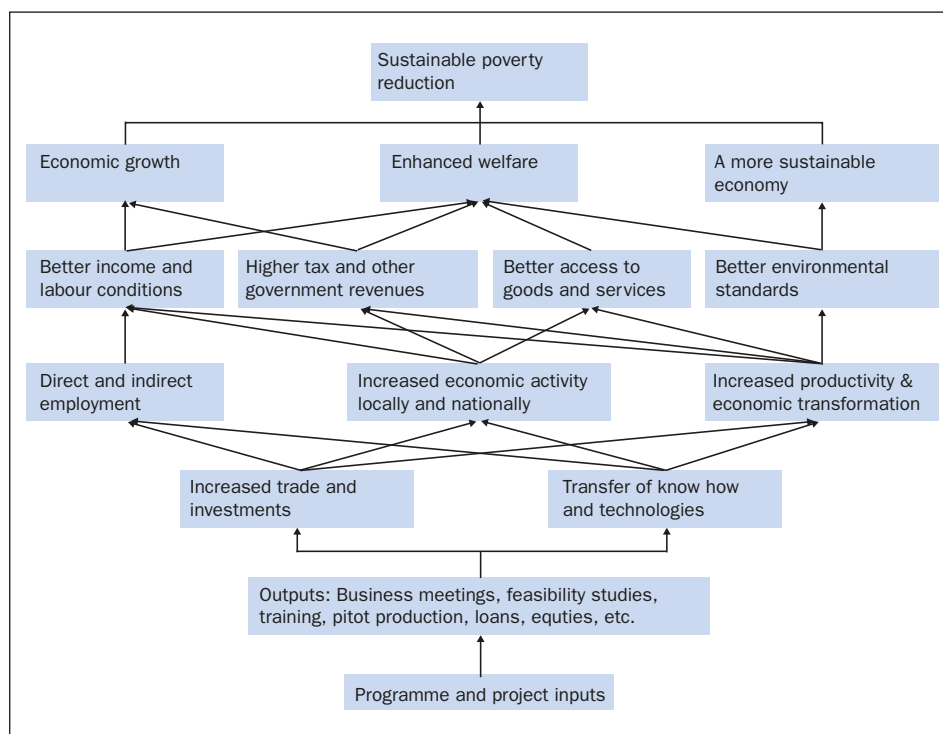 Sustainable poverty
reduction
Economic growth
Enhanced welfare
A more sustainable
economy
Better income and
labour conditions
Higher tax and other
government revenues
Better access to
goods and services
Better environmental
standards
Direct and indirect
employment
Increased economic activity
locally and nationally
Increased productivity &
economic transformation
Increased trade and
investments
Transfer of know how
and technologies
Outputs: Business meetings, feasibility studies,
training, pitot production, loans, equties, etc.
Programme and project inputs